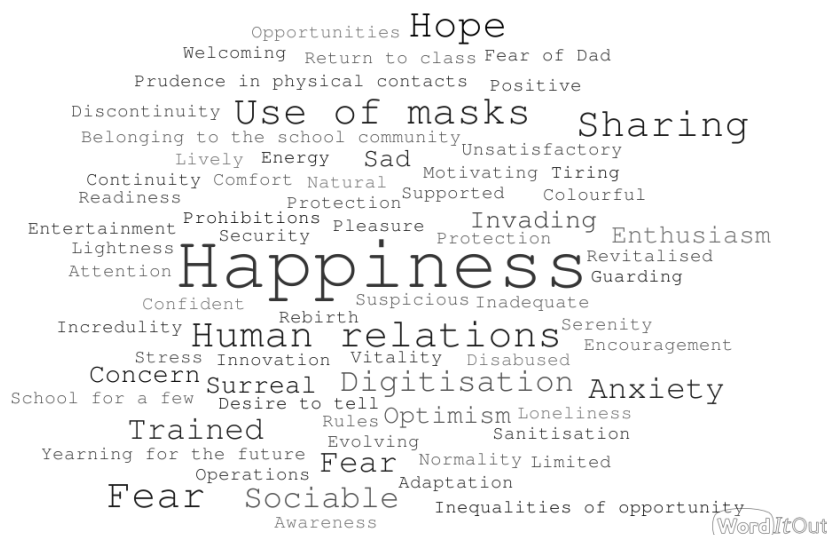 Opportunities Hope
Welcoming Return to class Fear of Dad
Prudence in physical contacts Positive
Discontinuity Use of masks Sharing
Belonging to the school community Unsatisfactory
Lively Energy Sad Motivating Tiring
Continuity Comfort Natural Supported Colourful
Readiness Protection
Entertainment Prohibitions Pleasure Invading Enthusiasm
Lightness Security Protection Revitalised
Attention Happiness Guarding
Confident Suspicious Inadequate
Incredulity Rebirth Human relations Serenity
Encouragement
Stress Innovation Vitality Disabused
Concern Surreal Digitisation Anxiety
School for a few Desire to tell Optimism Loneliness
Trained Rules Sanitisation
Evolving
Yearning for the future Fear Normality Limited
Operations Adaptation
Fear Sociable Inequalities of opportunity
Awareness WordItOut